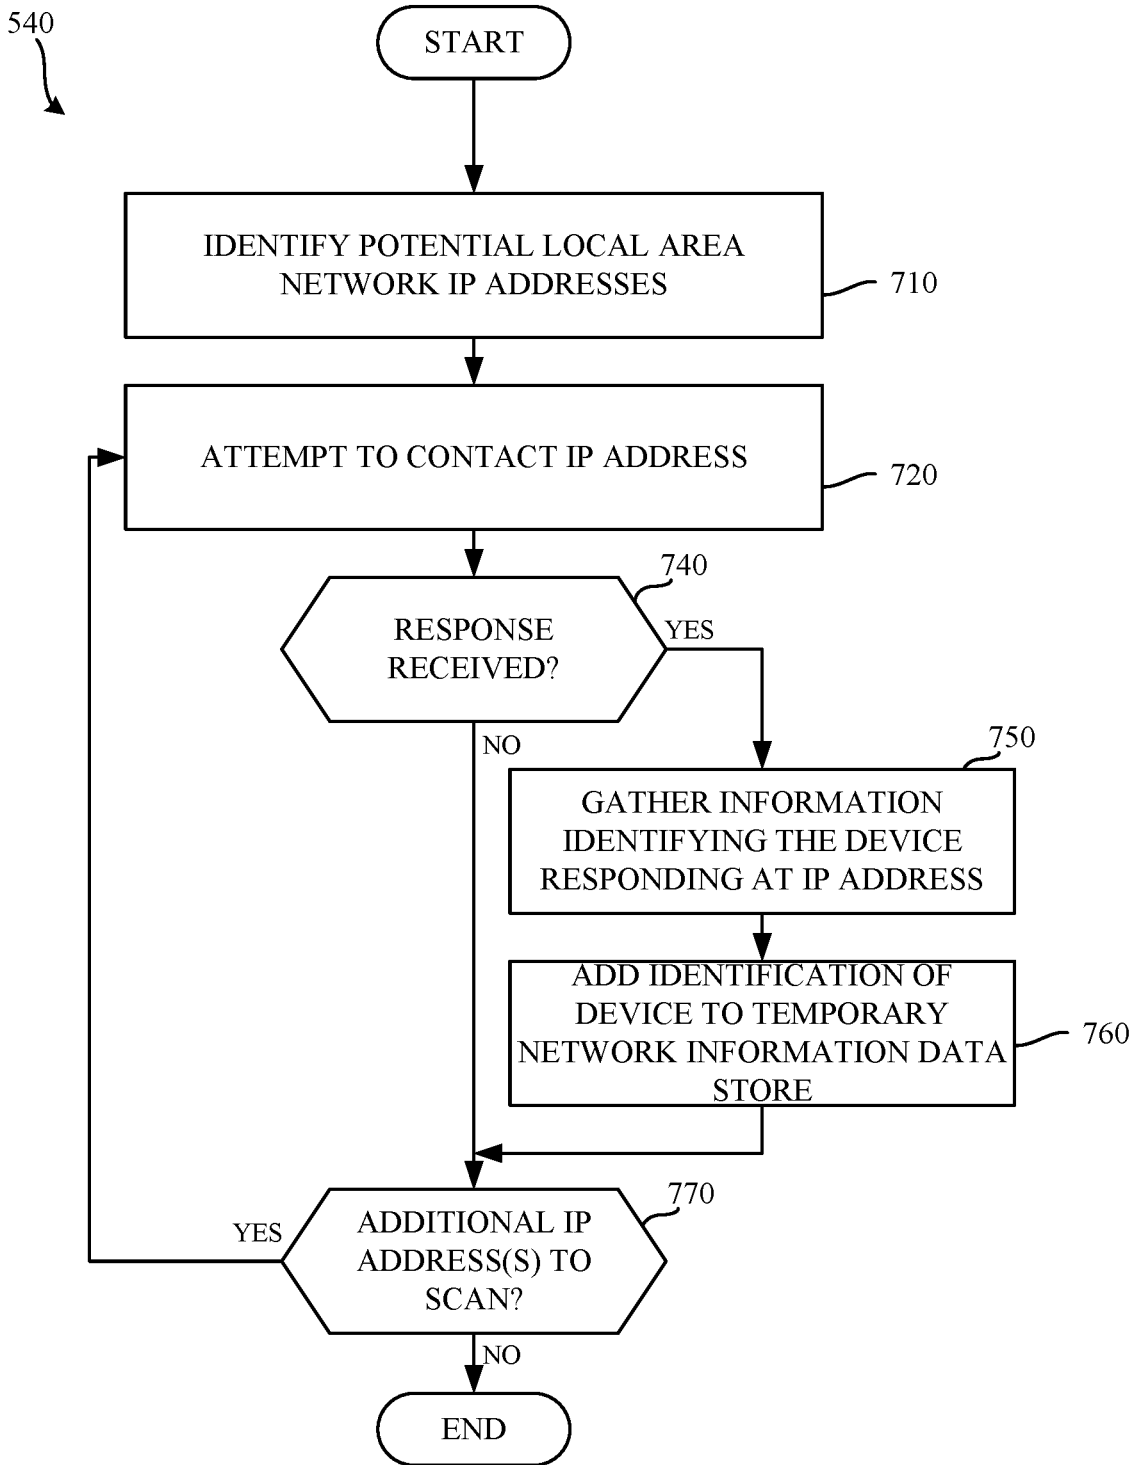 540
START
IDENTIFY POTENTIAL LOCAL AREA
NETWORK IP ADDRESSES
710
ATTEMPT TO CONTACT IP ADDRESS
720
740
RESPONSE
RECEIVED?
YES
NO
750
GATHER INFORMATION
IDENTIFYING THE DEVICE
RESPONDING AT IP ADDRESS
ADD IDENTIFICATION OF
DEVICE TO TEMPORARY
NETWORK INFORMATION DATA
STORE
760
770
YES
ADDITIONAL IP
ADDRESS(S) TO
SCAN?
NO
END